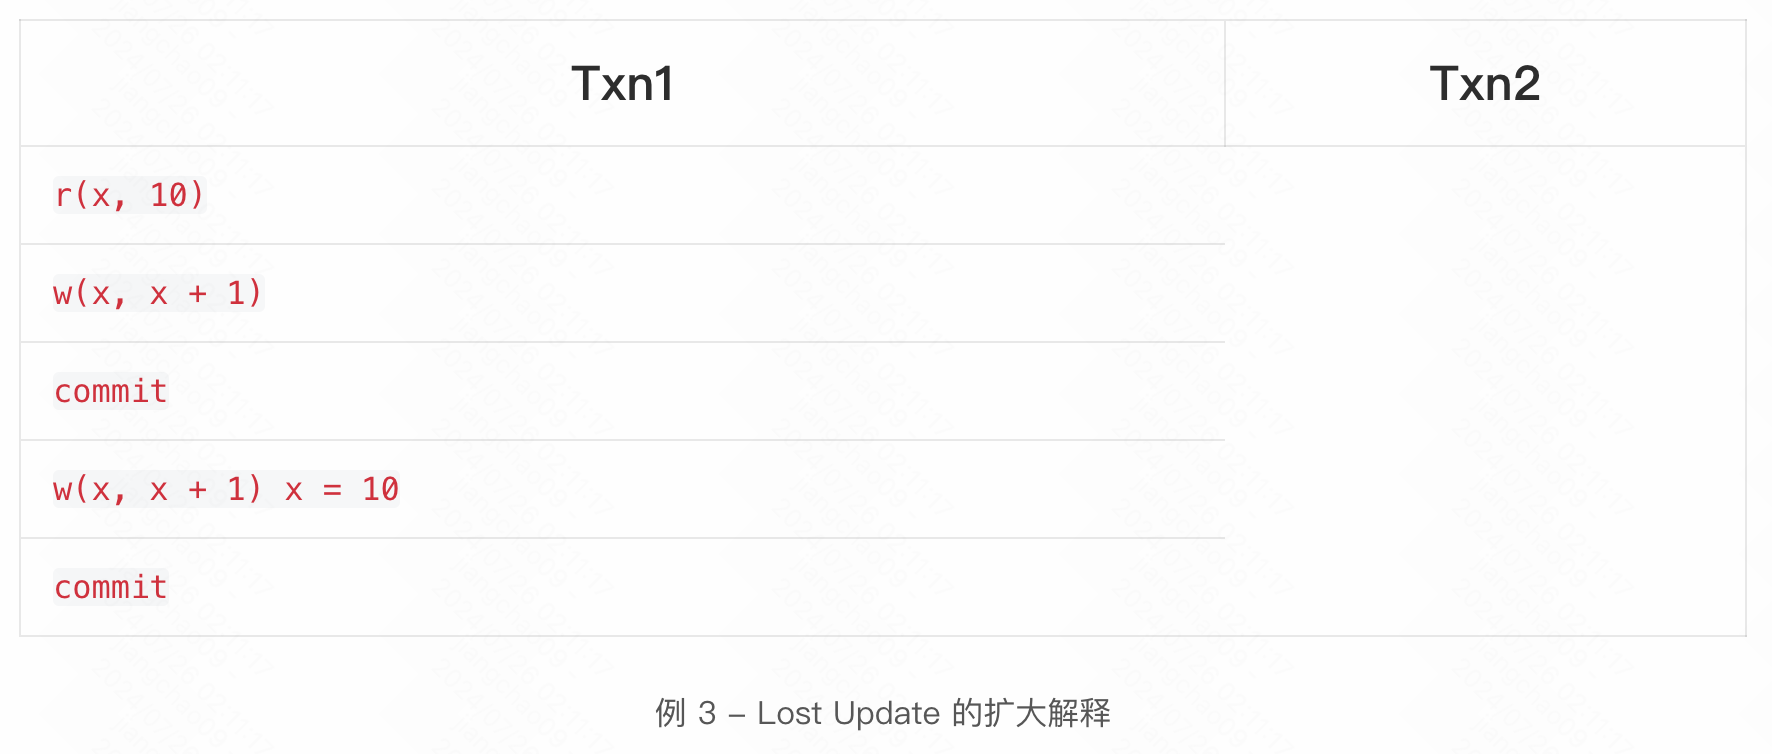 Txn1 Txn2
r(x, 10)
w(x, x + 1)
commit
w(x, x + 1) x = 10
commit
例 3 – Lost Update 的扩大解释